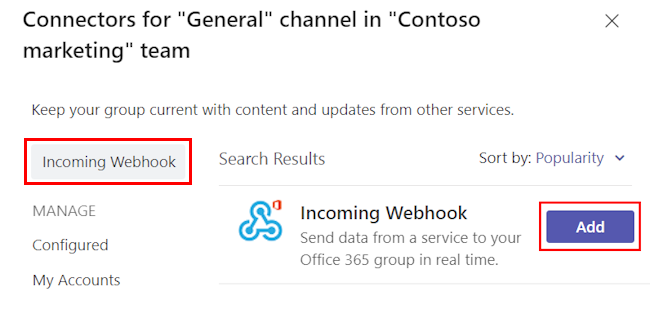 Connectors for "General" channel in "Contoso
marketing" team
Keep your group current with content and updates from other services.
Incoming Webhook
MANAGE
Configured
My Accounts
Search Results
Sort by: Popularity
Incoming Webhook
Send data from a service to your
Office 365 group in real time.
Add